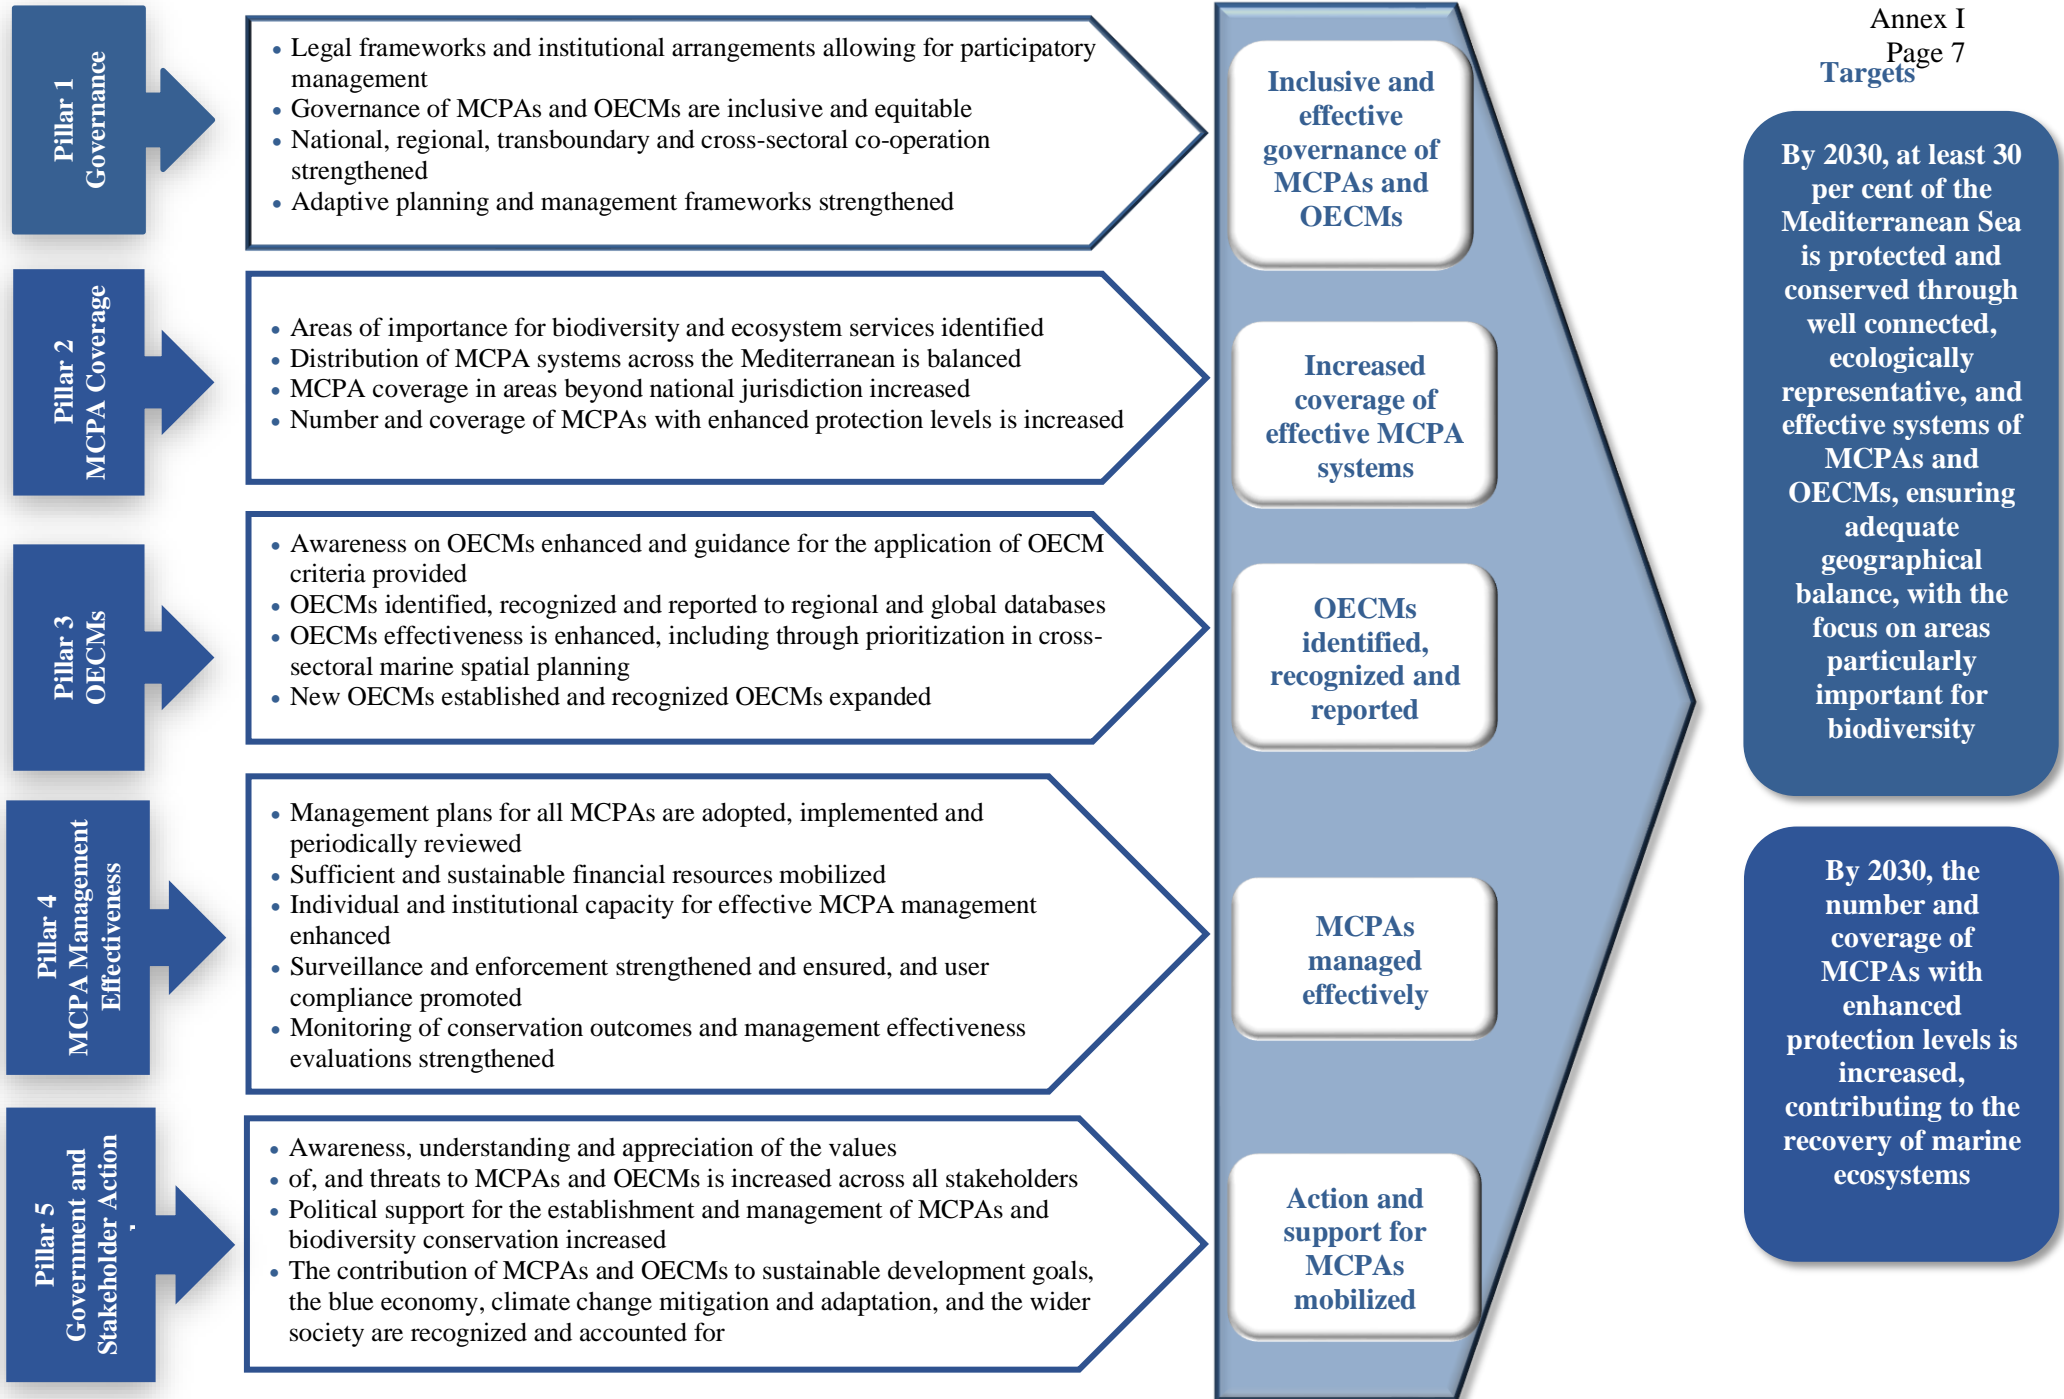 Annex I
Page 7
Targets
Pillar 1
Governance
• Legal frameworks and institutional arrangements allowing for participatory
management
• Governance of MCPAs and OECMs are inclusive and equitable
• National, regional, transboundary and cross-sectoral co-operation
strengthened
• Adaptive planning and management frameworks strengthened
Inclusive and
effective
governance of
MCPAs and
OECMs
Pillar 2
MCPA Coverage
• Areas of importance for biodiversity and ecosystem services identified
• Distribution of MCPA systems across the Mediterranean is balanced
• MCPA coverage in areas beyond national jurisdiction increased
• Number and coverage of MCPAs with enhanced protection levels is increased
Increased
coverage of
effective MCPA
systems
Pillar 3
OECMs
• Awareness on OECMs enhanced and guidance for the application of OECM
criteria provided
• OECMs identified, recognized and reported to regional and global databases
• OECMs effectiveness is enhanced, including through prioritization in cross-
sectoral marine spatial planning
• New OECMs established and recognized OECMs expanded
OECMs
identified,
recognized and
reported
Pillar 4
MCPA Management
Effectiveness
• Management plans for all MCPAs are adopted, implemented and
periodically reviewed
• Sufficient and sustainable financial resources mobilized
• Individual and institutional capacity for effective MCPA management
enhanced
• Surveillance and enforcement strengthened and ensured, and user
compliance promoted
• Monitoring of conservation outcomes and management effectiveness
evaluations strengthened
MCPAs
managed
effectively
Pillar 5
Government and
Stakeholder Action
• Awareness, understanding and appreciation of the values
• of, and threats to MCPAs and OECMs is increased across all stakeholders
• Political support for the establishment and management of MCPAs and
biodiversity conservation increased
• The contribution of MCPAs and OECMs to sustainable development goals,
the blue economy, climate change mitigation and adaptation, and the wider
society are recognized and accounted for
Action and
support for
MCPAs
mobilized
By 2030, at least 30
per cent of the
Mediterranean Sea
is protected and
conserved through
well connected,
ecologically
representative, and
effective systems of
MCPAs and
OECMs, ensuring
adequate
geographical
balance, with the
focus on areas
particularly
important for
biodiversity
By 2030, the
number and
coverage of
MCPAs with
enhanced
protection levels is
increased,
contributing to the
recovery of marine
ecosystems